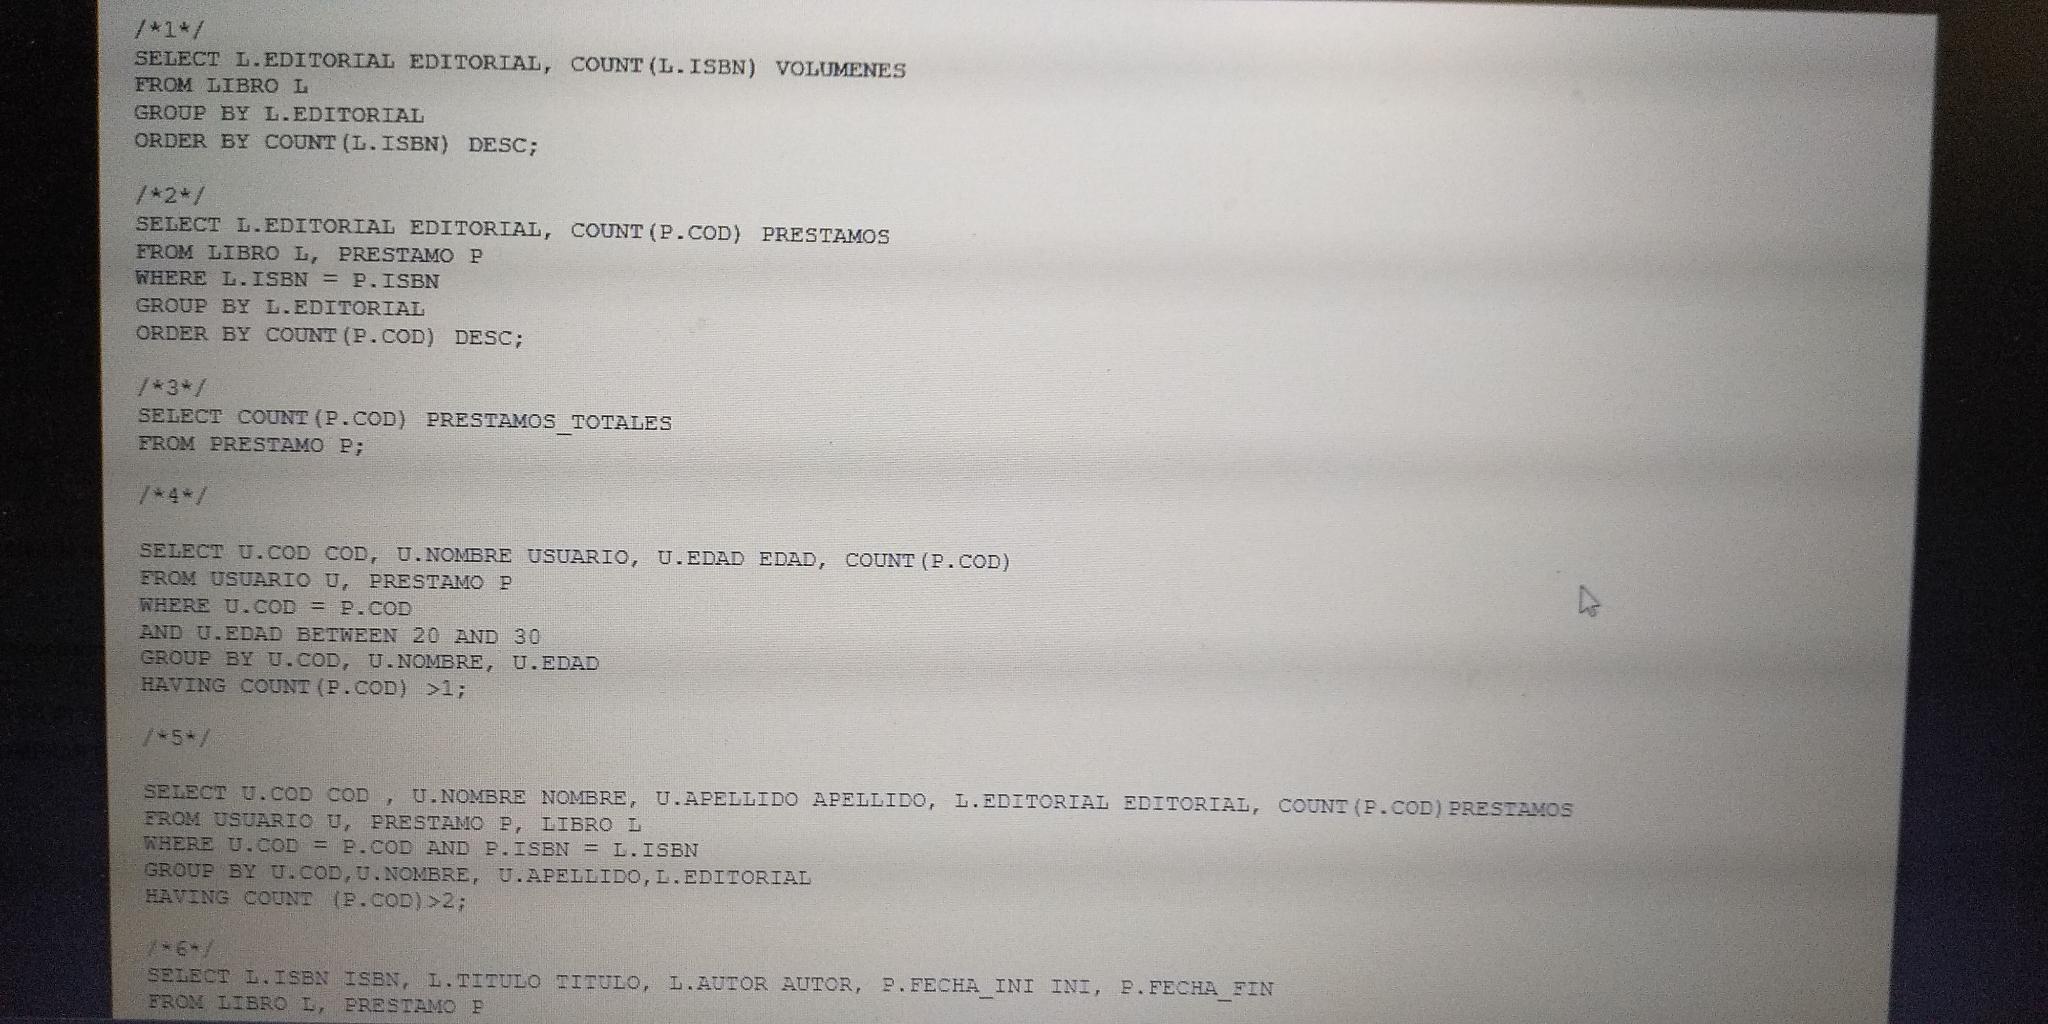 /*1*/
SELECT L.EDITORIAL EDITORIAL, COUNT(L.ISBN) VOLUMENES
FROM LIBRO L
GROUP BY L.EDITORIAL
ORDER BY COUNT(L.ISBN) DESC;
/*2*/
SELECT L.EDITORIAL EDITORIAL, COUNT(P.COD) PRESTAMOS
FROM LIBRO L, PRESTAMO P
WHERE L.ISBN = P.ISBN
GROUP BY L.EDITORIAL
ORDER BY COUNT(P.COD) DESC;
/*3*/
SELECT COUNT(P.COD) PRESTAMOS_TOTALES
FROM PRESTAMO P;
/*4*/
SELECT U.COD COD, U.NOMBRE USUARIO, U.EDAD EDAD, COUNT(P.COD)
FROM USUARIO U, PRESTAMO P
WHERE U.COD = P.COD
AND U.EDAD BETWEEN 20 AND 30
GROUP BY U.COD, U.NOMBRE, U.EDAD
HAVING COUNT(P.COD) >1;
/*5*/
SELECT U.COD COD , U.NOMBRE NOMBRE, U.APELLIDO APELLIDO, L.EDITORIAL EDITORIAL, COUNT(P.COD)PRESTAMOS
FROM USUARIO U, PRESTAMO P, LIBRO L
WHERE U.COD = P.COD AND P.ISBN = L.ISBN
GROUP BY U.COD,U.NOMBRE, U.APELLIDO,L.EDITORIAL
HAVING COUNT (P.COD)>2;
/*6*/
SELECT L.ISBN ISBN, L.TITULO TITULO, L.AUTOR AUTOR, P.FECHA_INI INI, P.FECHA_FIN
FROM LIBRO L, PRESTAMO P